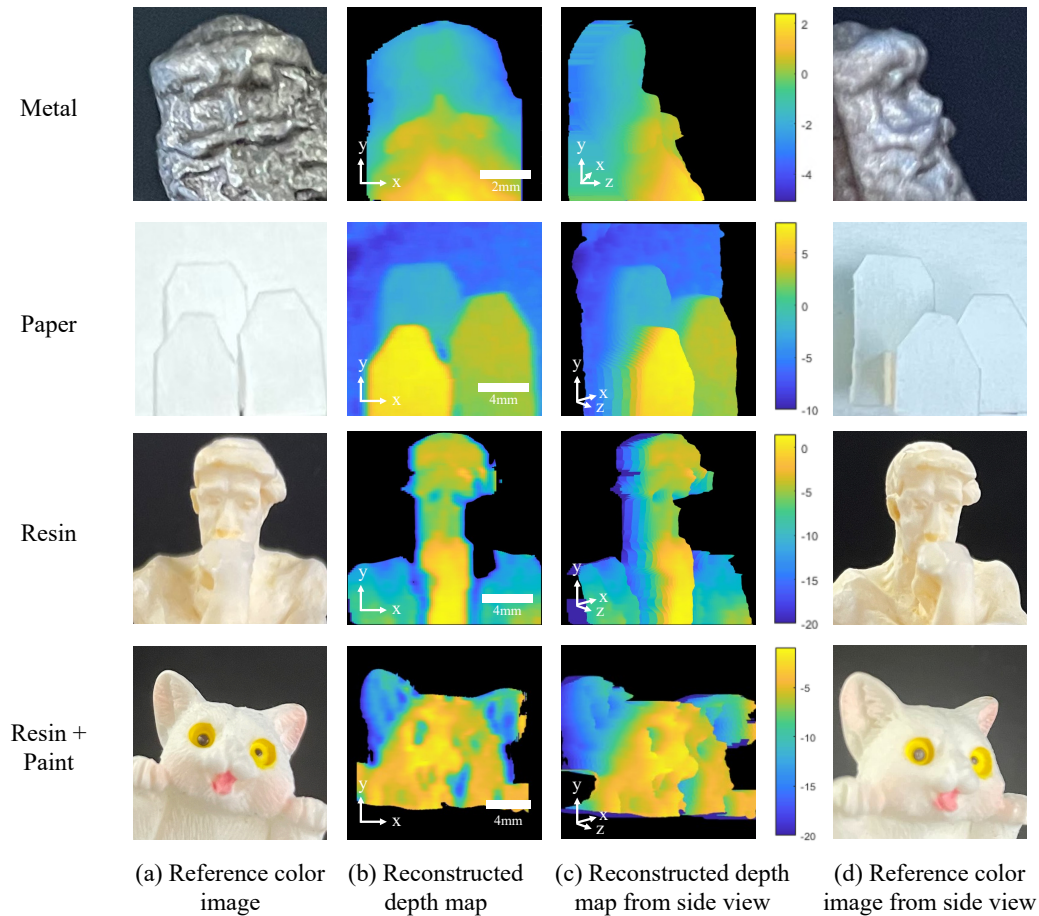 Metal
y
x
2mm
y
x
z
2
0
-2
-4
Paper
y
x
4mm
y
x
z
5
0
-5
-10
Resin
y
x
4mm
y
x
z
0
-5
-10
-15
-20
Resin +
Paint
y
x
4mm
y
x
z
-5
-10
-15
-20
(a) Reference color
image
(b) Reconstructed
depth map
(c) Reconstructed depth
map from side view
(d) Reference color
image from side view